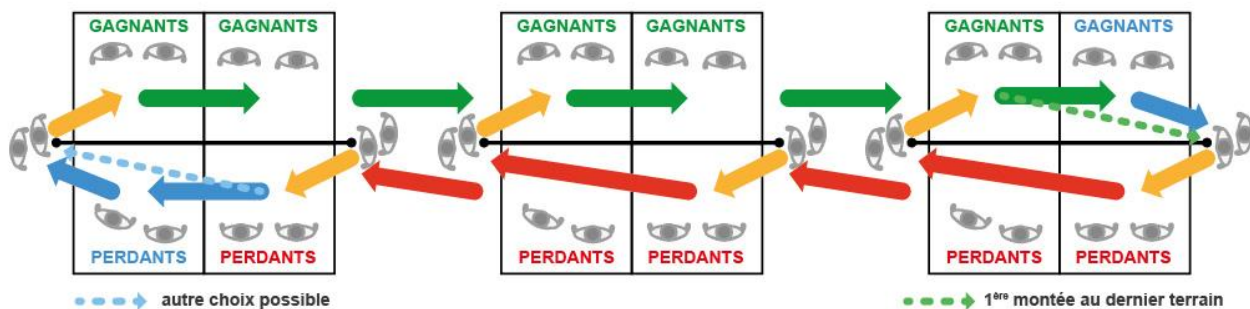 GAGNANTS GAGNANTS GAGNANTS GAGNANTS GAGNANTS GAGNANTS
PERDANTS PERDANTS PERDANTS PERDANTS PERDANTS PERDANTS
autre choix possible 1ère montée au dernier terrain